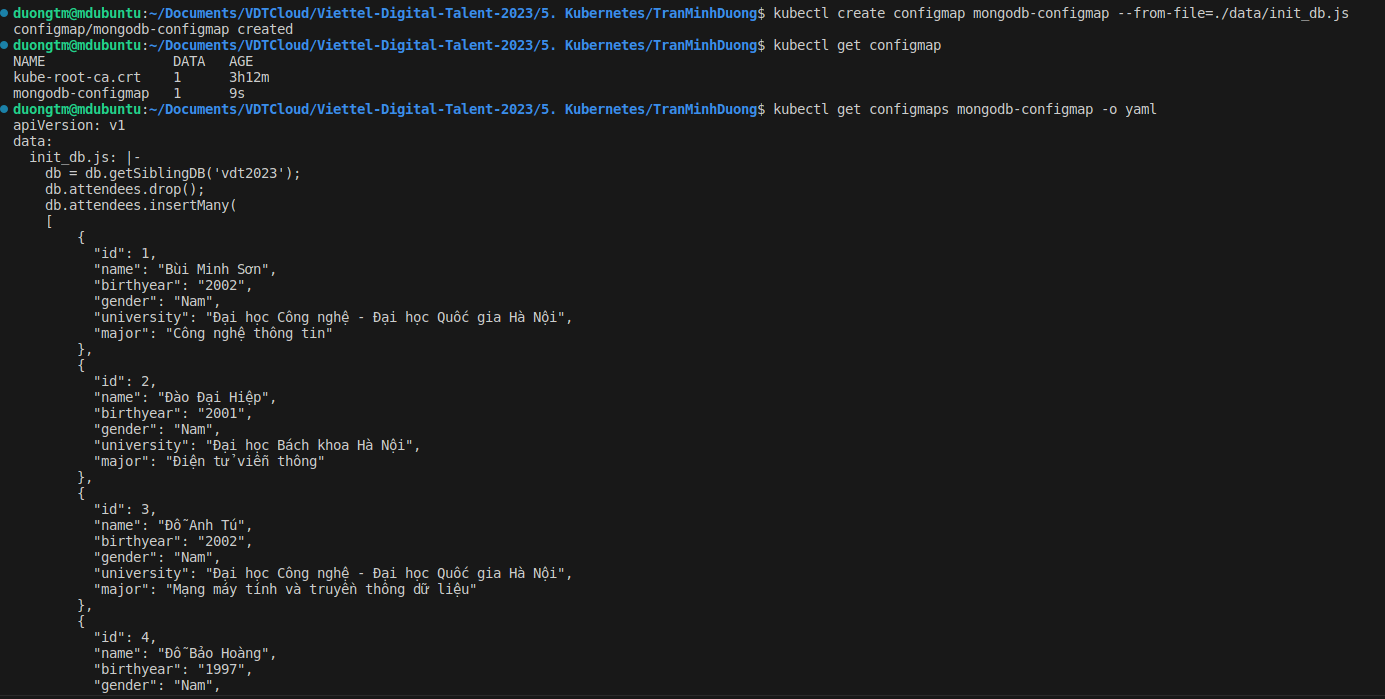 duongtm@mdubuntu:~/Documents/VDTCloud/Viettel-Digital-Talent-2023/5. Kubernetes/TranMinhDuong$ kubectl create configmap mongodb-configmap --from-file=./data/init_db.js
configmap/mongodb-configmap created
duongtm@mdubuntu:~/Documents/VDTCloud/Viettel-Digital-Talent-2023/5. Kubernetes/TranMinhDuong$ kubectl get configmap
NAME                DATA   AGE
kube-root-ca.crt    1      3h12m
mongodb-configmap   1      9s
duongtm@mdubuntu:~/Documents/VDTCloud/Viettel-Digital-Talent-2023/5. Kubernetes/TranMinhDuong$ kubectl get configmaps mongodb-configmap -o yaml
apiVersion: v1
data:
  init_db.js: |-
    db = db.getSiblingDB('vdt2023');
    db.attendees.drop();
    db.attendees.insertMany(
    [
        {
          "id": 1,
          "name": "Bùi Minh Sơn",
          "birthyear": "2002",
          "gender": "Nam",
          "university": "Đại học Công nghệ - Đại học Quốc gia Hà Nội",
          "major": "Công nghệ thông tin"
        },
        {
          "id": 2,
          "name": "Đào Đại Hiệp",
          "birthyear": "2001",
          "gender": "Nam",
          "university": "Đại học Bách khoa Hà Nội",
          "major": "Điện tử viễn thông"
        },
        {
          "id": 3,
          "name": "Đỗ Anh Tú",
          "birthyear": "2002",
          "gender": "Nam",
          "university": "Đại học Công nghệ - Đại học Quốc gia Hà Nội",
          "major": "Mạng máy tính và truyền thông dữ liệu"
        },
        {
          "id": 4,
          "name": "Đỗ Bảo Hoàng",
          "birthyear": "1997",
          "gender": "Nam",